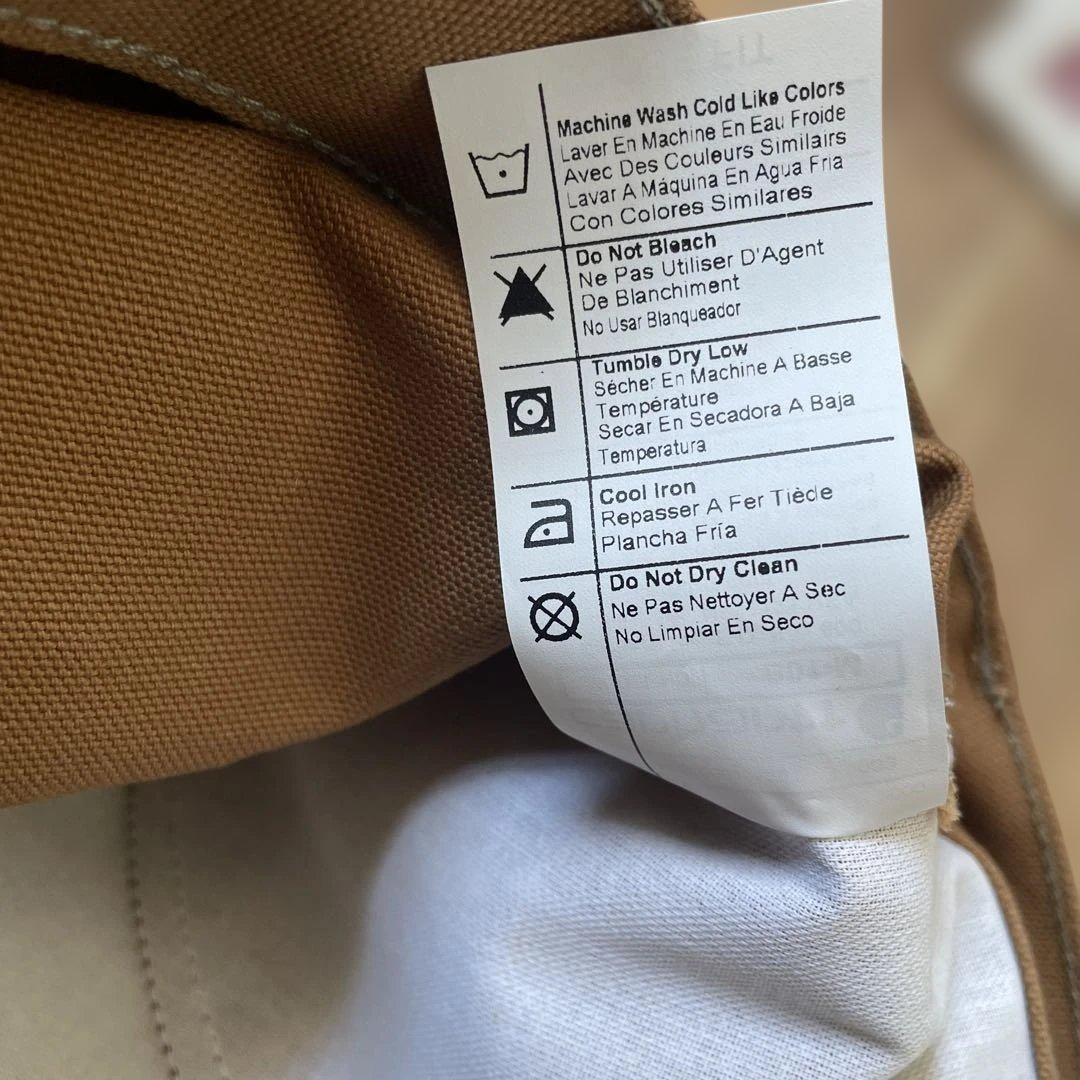 Machine Wash Cold Like Colors
Laver En Machine En Eau Froide
Avec Des Couleurs Similairs
Lavar A Máquina En Agua Fria
Con Colores Similares
Do Not Bleach
Ne Pas Utiliser D'Agent
De Blanchiment
No Usar Blanqueador
Tumble Dry Low
Sécher En Machine A Basse
Température
Secar En Secadora A Baja
Temperatura
Cool Iron
Repasser A Fer Tiède
Plancha Fría
Do Not Dry Clean
Ne Pas Nettoyer A Sec
No Limpiar En Seco